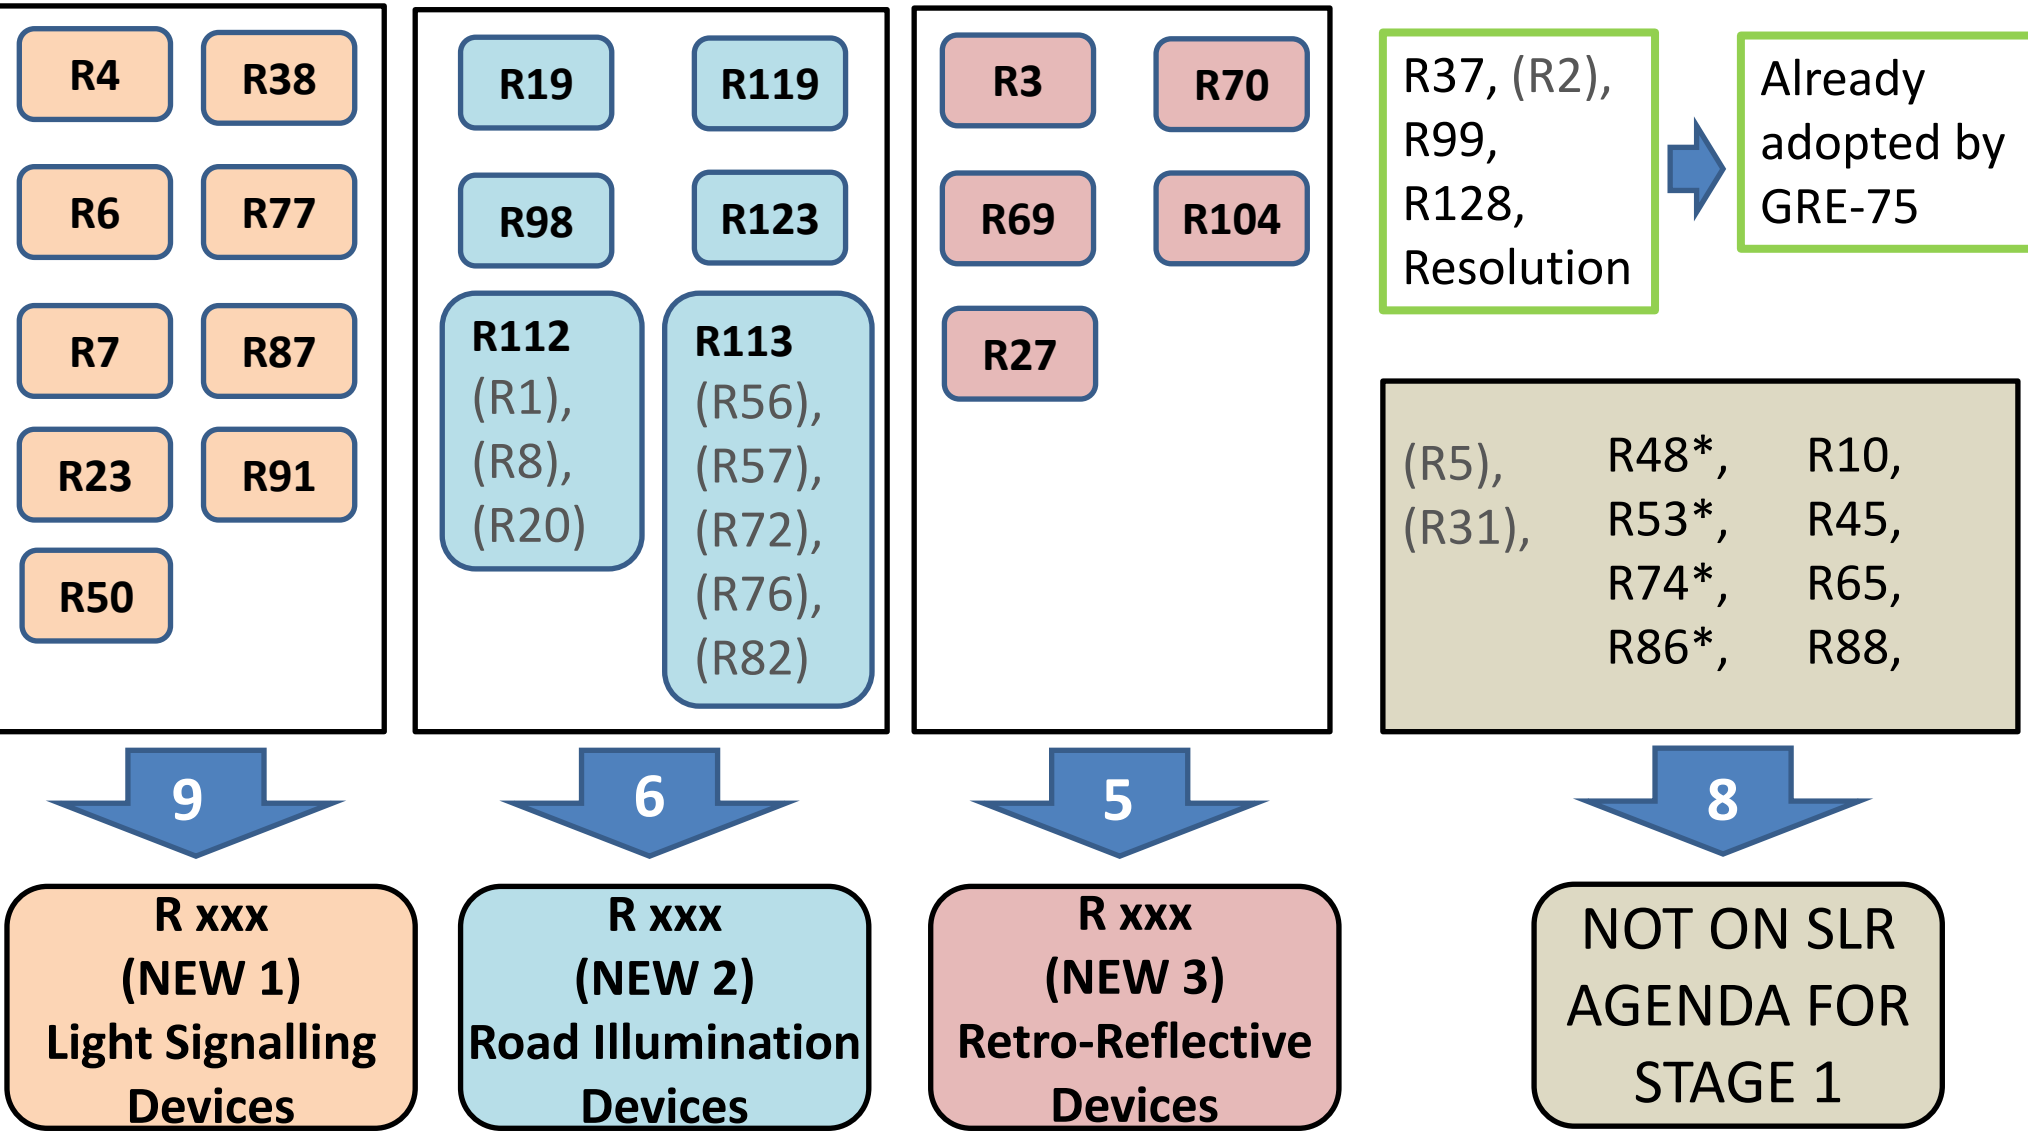 R4
R38
R6
R77
R7
R87
R23
R91
R50
9
R xxx
(NEW 1)
Light Signalling
Devices
R19
R119
R98
R123
R112
(R1),
(R8),
(R20)
R113
(R56),
(R57),
(R72),
(R76),
(R82)
6
R xxx
(NEW 2)
Road Illumination
Devices
R3
R70
R69
R104
R27
5
R xxx
(NEW 3)
Retro-Reflective
Devices
R37, (R2),
R99,
R128,
Resolution
Already
adopted by
GRE-75
(R5),
(R31),
R48*,
R53*,
R74*,
R86*,
R10,
R45,
R65,
R88,
8
NOT ON SLR
AGENDA FOR
STAGE 1